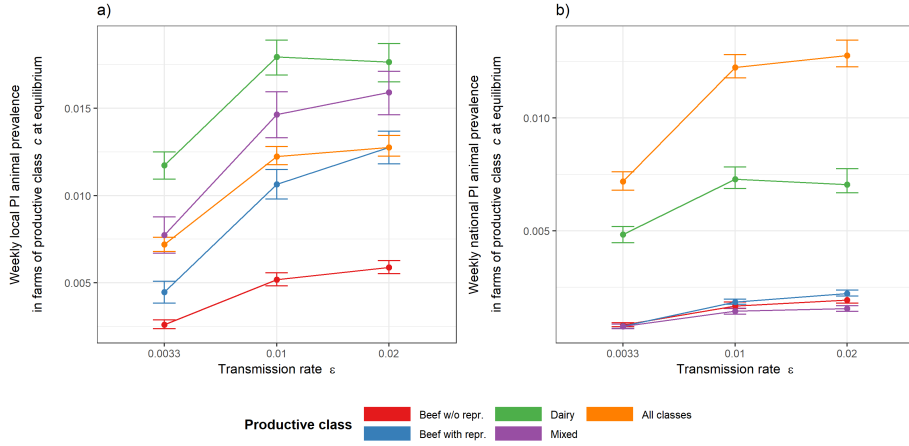 a)
Weekly local PI animal prevalence
in farms of productive class c at equilibrium
0.015
0.010
0.005
0.0033
0.01
0.02
Transmission rate ε
b)
Weekly national PI animal prevalence
in farms of productive class c at equilibrium
0.010
0.005
0.0033
0.01
0.02
Transmission rate ε
Productive class
Beef w/o repr.
Dairy
All classes
Beef with repr.
Mixed